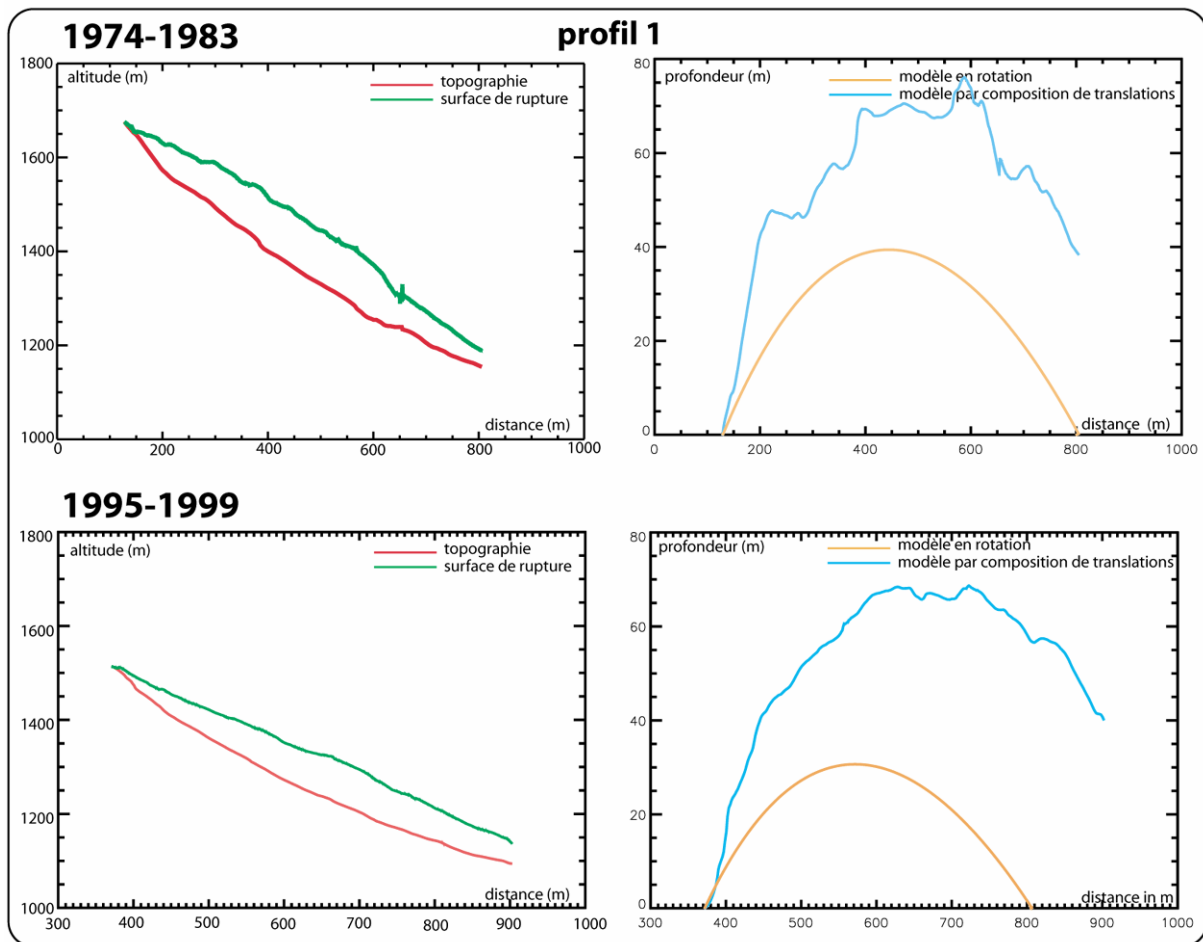 1974-1983
profil 1
1800
altitude (m)
topographie
surface de rupture
1600
1400
1200
1000
distance (m)
0
200
400
600
800
1000
80
profondeur (m)
modèle en rotation
modèle par composition de translations
60
40
20
0
distance (m)
0
200
400
600
800
1000
1995-1999
1800
altitude (m)
topographie
surface de rupture
1600
1400
1200
1000
distance (m)
300
400
500
600
700
800
900
1000
80
profondeur (m)
modèle en rotation
modèle par composition de translations
60
40
20
0
distance in m
300
400
500
600
700
800
900
1000